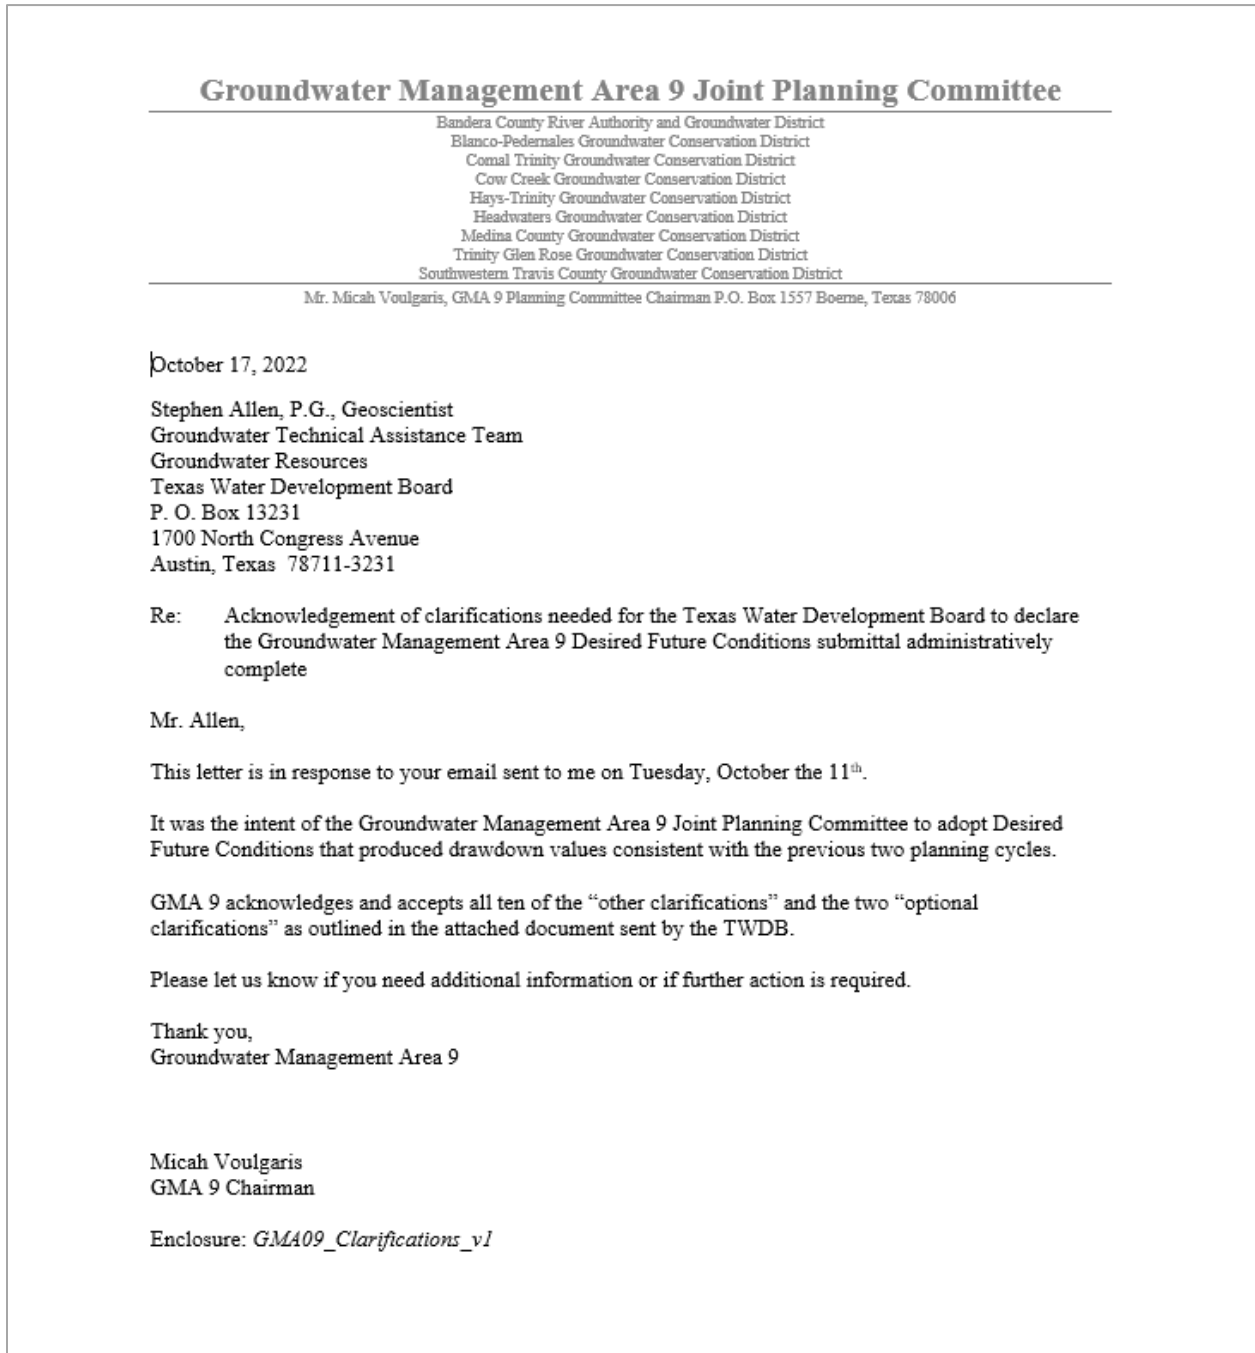 Groundwater Management Area 9 Joint Planning Committee
Bandera County River Authority and Groundwater District
Blanco-Pedernales Groundwater Conservation District
Comal Trinity Groundwater Conservation District
Cow Creek Groundwater Conservation District
Hays-Trinity Groundwater Conservation District
Headwaters Groundwater Conservation District
Medina County Groundwater Conservation District
Trinity Glen Rose Groundwater Conservation District
Southwestern Travis County Groundwater Conservation District
Mr. Micah Voulgaris, GMA 9 Planning Committee Chairman P.O. Box 1557 Boerne, Texas 78006
October 17, 2022
Stephen Allen, P.G., Geoscientist
Groundwater Technical Assistance Team
Groundwater Resources
Texas Water Development Board
P. O. Box 13231
1700 North Congress Avenue
Austin, Texas  78711-3231
Re: Acknowledgement of clarifications needed for the Texas Water Development Board to declare
the Groundwater Management Area 9 Desired Future Conditions submittal administratively
complete
Mr. Allen,
This letter is in response to your email sent to me on Tuesday, October the 11th.
It was the intent of the Groundwater Management Area 9 Joint Planning Committee to adopt Desired
Future Conditions that produced drawdown values consistent with the previous two planning cycles.
GMA 9 acknowledges and accepts all ten of the “other clarifications” and the two “optional
clarifications” as outlined in the attached document sent by the TWDB.
Please let us know if you need additional information or if further action is required.
Thank you,
Groundwater Management Area 9
Micah Voulgaris
GMA 9 Chairman
Enclosure: GMA09_Clarifications_v1